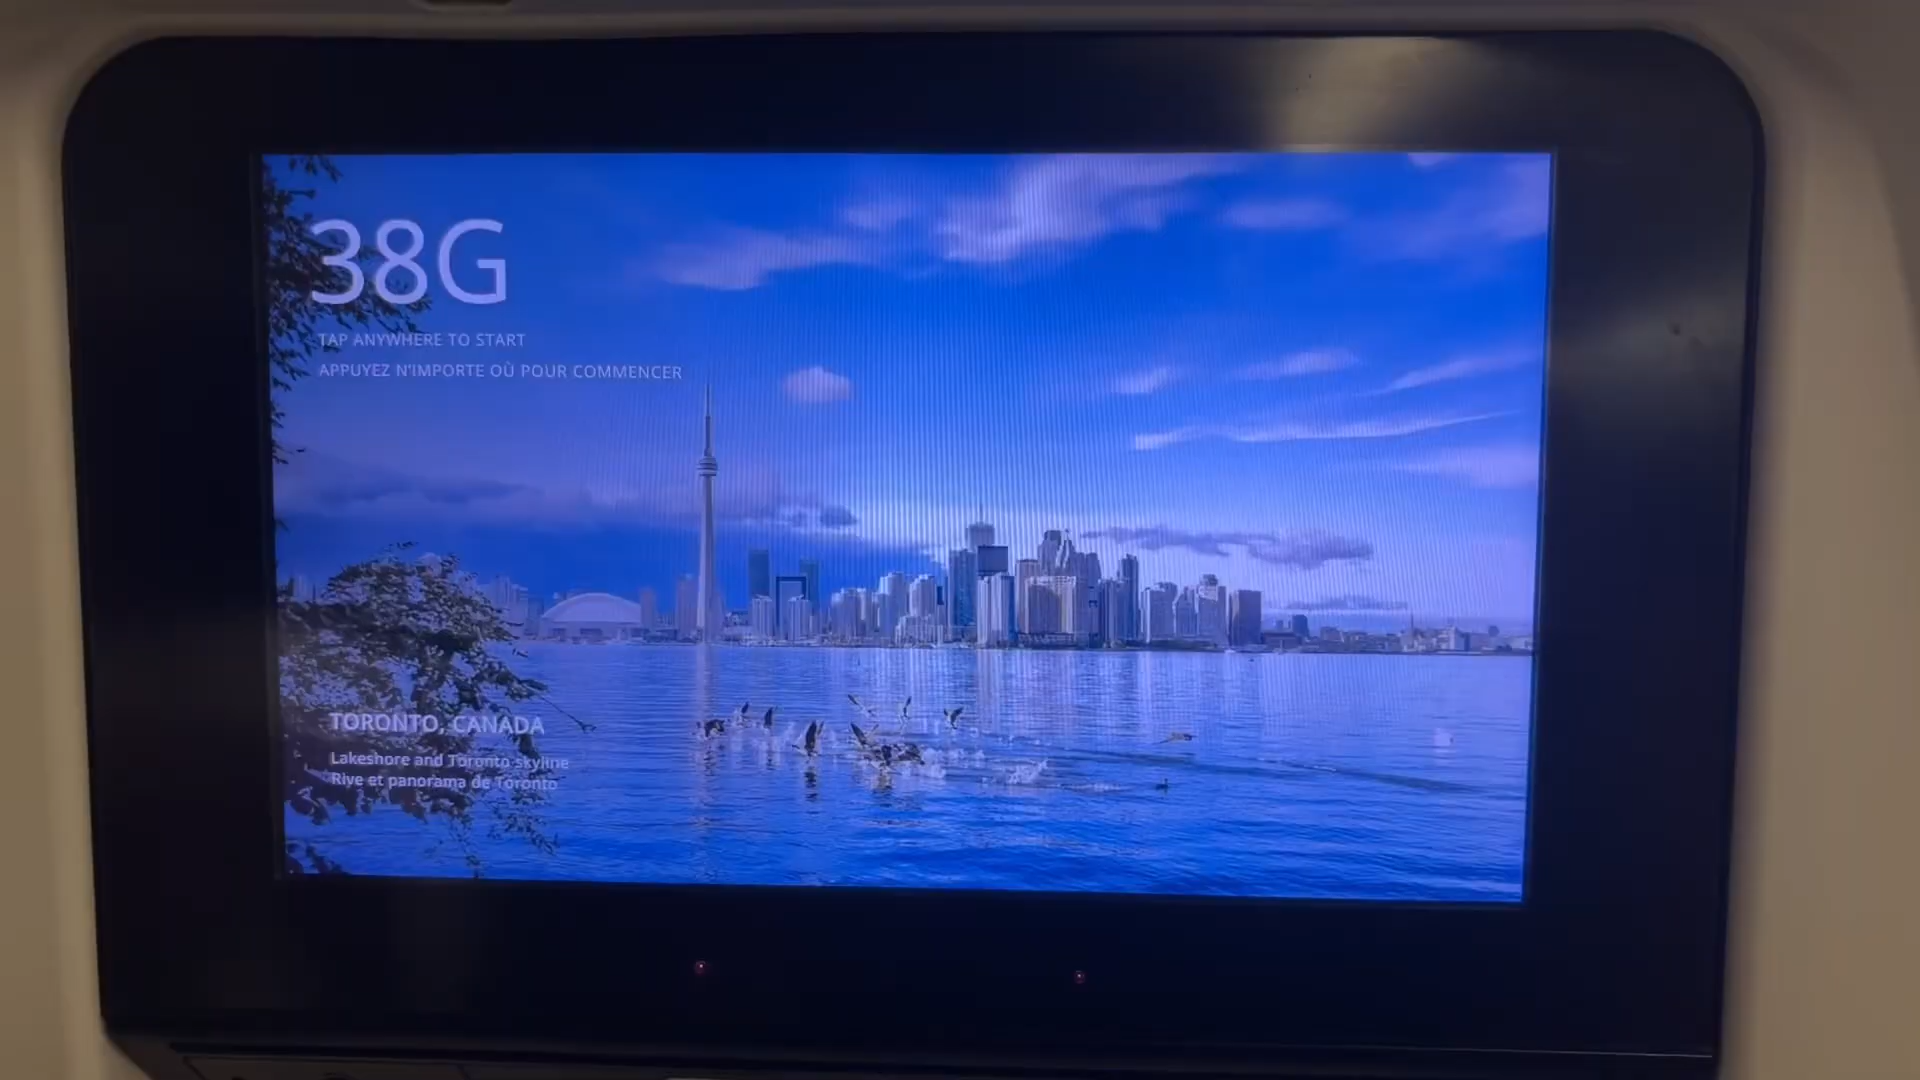 38G
TAP ANYWHERE TO START
APPUYEZ N'IMPORTE OÙ POUR COMMENCER
TORONTO, CANADA
Lakeshore and Toronto skyline
Rive et panorama de Toronto